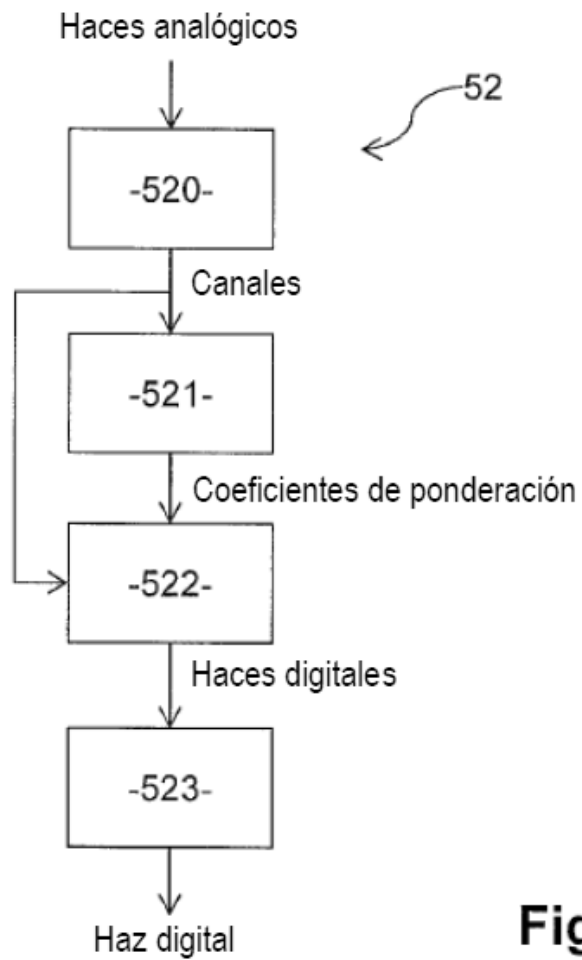 Haces analógicos
52
-520-
Canales
-521-
Coeficientes de ponderación
-522-
Haces digitales
-523-
Haz digital
Fig